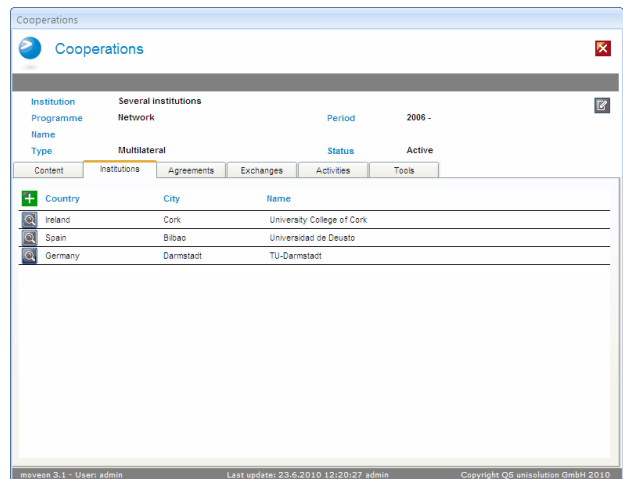 Cooperations
Cooperations
Institution Several institutions
Programme Network Period 2006 -
Name
Type Multilateral Status Active
Content Institutions Agreements Exchanges Activities Tools
Country City Name
Ireland Cork University College of Cork
Spain Bilbao Universidad de Deusto
Germany Darmstadt TU-Darmstadt
moveon 3.1 - User: admin Last update: 23.6.2010 12:20:27 admin Copyright QS unisolution GmbH 2010